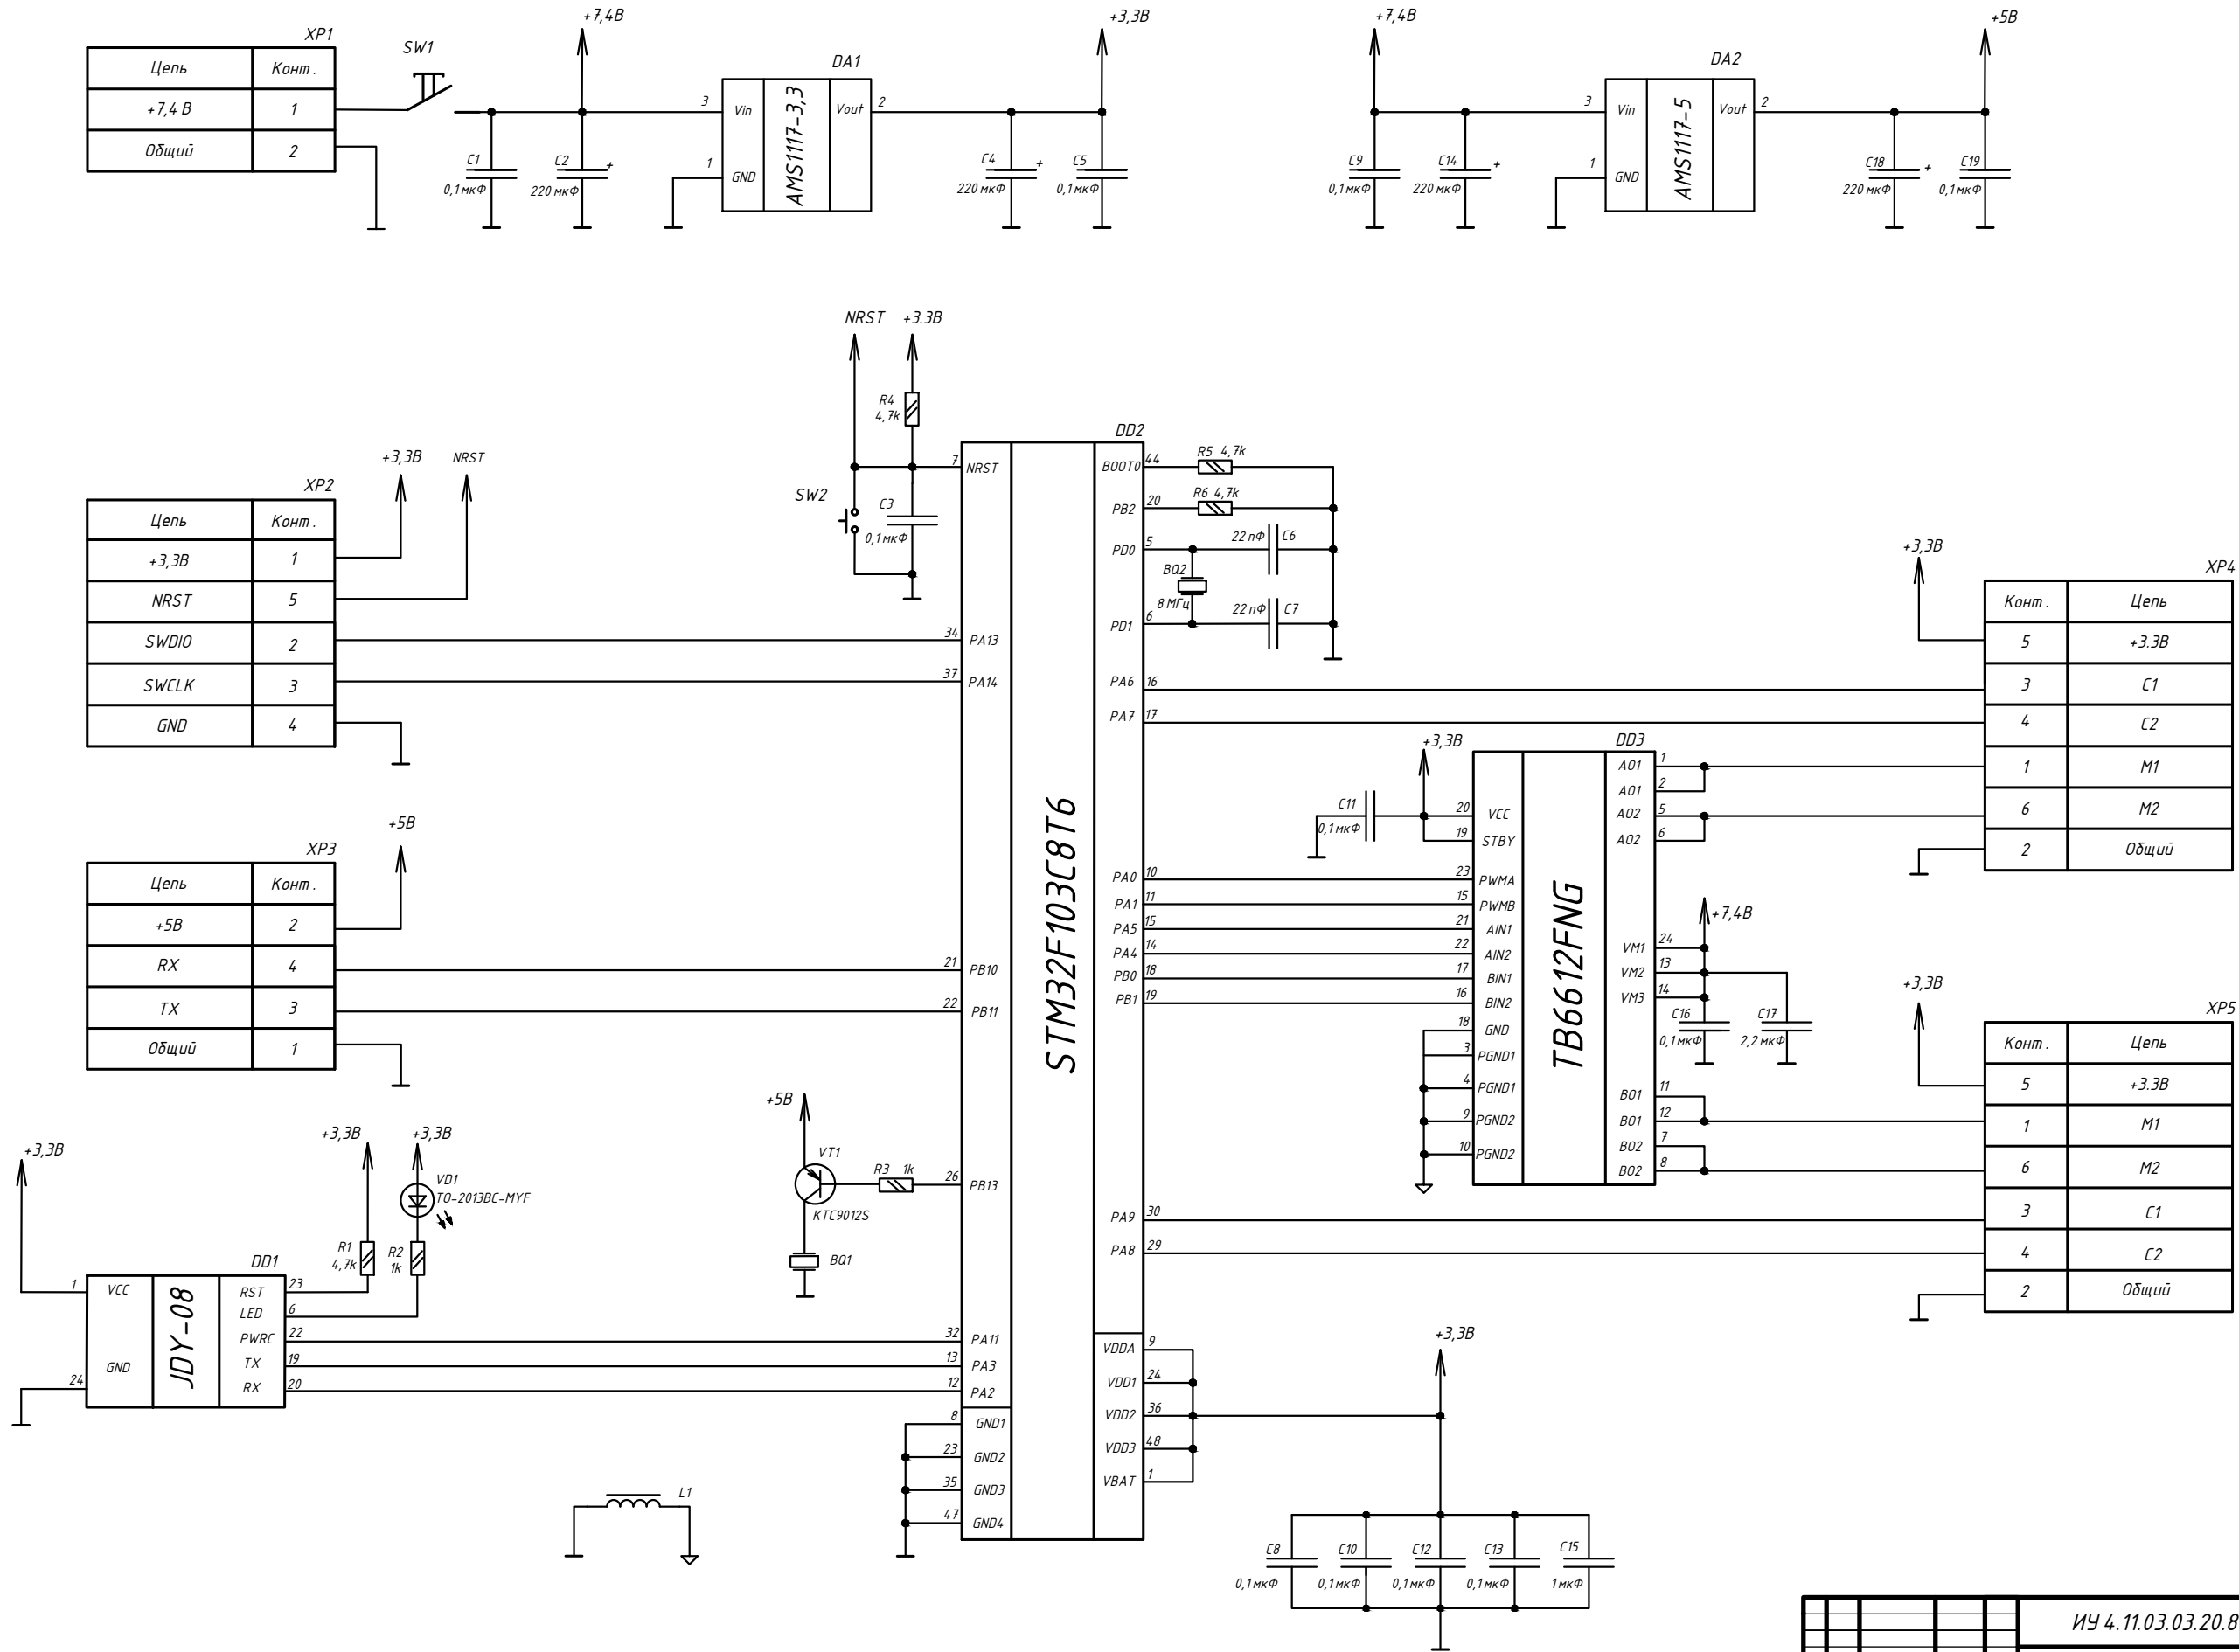 XP1
Цепь Конт.
+7,4 В 1
Общий 2
SW1
+7,4В
C1
0,1мкФ
C2
+
220 мкФ
DA1
3 Vin
Vout 2
1 GND
AMS1117-3,3
+3,3В
C4
+
220 мкФ
C5
0,1мкФ
+7,4В
C9
0,1мкФ
C14
+
220 мкФ
DA2
3 Vin
Vout 2
1 GND
AMS1117-5
+5В
C18
+
220 мкФ
C19
0,1мкФ
NRST +3.3В
R4
4,7k
SW2
C3
0,1мкФ
XP2
+3,3В NRST
Цепь Конт.
+3,3В 1
NRST 5
SWDIO 2
SWCLK 3
GND 4
XP3
+5В
Цепь Конт.
+5В 2
RX 4
TX 3
Общий 1
+3,3В
DD1
JDY-08
1 VCC
24 GND
RST 23
LED 6
PWRC 22
TX 19
RX 20
+3,3В
R1
4,7k
+3,3В
VD1
TO-2013BC-MYF
R2
1k
+5В
VT1
KTC9012S
R3 1k
BQ1
L1
DD2
STM32F103C8T6
7 NRST
34 PA13
37 PA14
21 PB10
22 PB11
26 PB13
32 PA11
13 PA3
12 PA2
8 GND1
23 GND2
35 GND3
47 GND4
BOOT0 44
PB2 20
PD0 5
PD1 6
PA6 16
PA7 17
PA0 10
PA1 11
PA5 15
PA4 14
PB0 18
PB1 19
PA9 30
PA8 29
VDDA 9
VDD1 24
VDD2 36
VDD3 48
VBAT 1
R5 4,7k
R6 4,7k
22 пФ C6
BQ2
8 МГц
22 пФ C7
+3,3В
C11
0,1мкФ
DD3
TB6612FNG
20 VCC
19 STBY
23 PWMA
15 PWMB
21 AIN1
22 AIN2
17 BIN1
16 BIN2
18 GND
3 PGND1
4 PGND1
9 PGND2
10 PGND2
AO1 1
AO1 2
AO2 5
AO2 6
VM1 24
VM2 13
VM3 14
BO1 11
BO1 12
BO2 7
BO2 8
+7,4В
C16
0,1мкФ
C17
2,2 мкФ
+3,3В
XP4
Конт. Цепь
5 +3.3В
3 C1
4 C2
1 M1
6 M2
2 Общий
+3,3В
XP5
Конт. Цепь
5 +3.3В
1 M1
6 M2
3 C1
4 C2
2 Общий
+3,3В
C8
0,1мкФ
C10
0,1мкФ
C12
0,1мкФ
C13
0,1мкФ
C15
1мкФ
ИУ 4.11.03.03.20.8